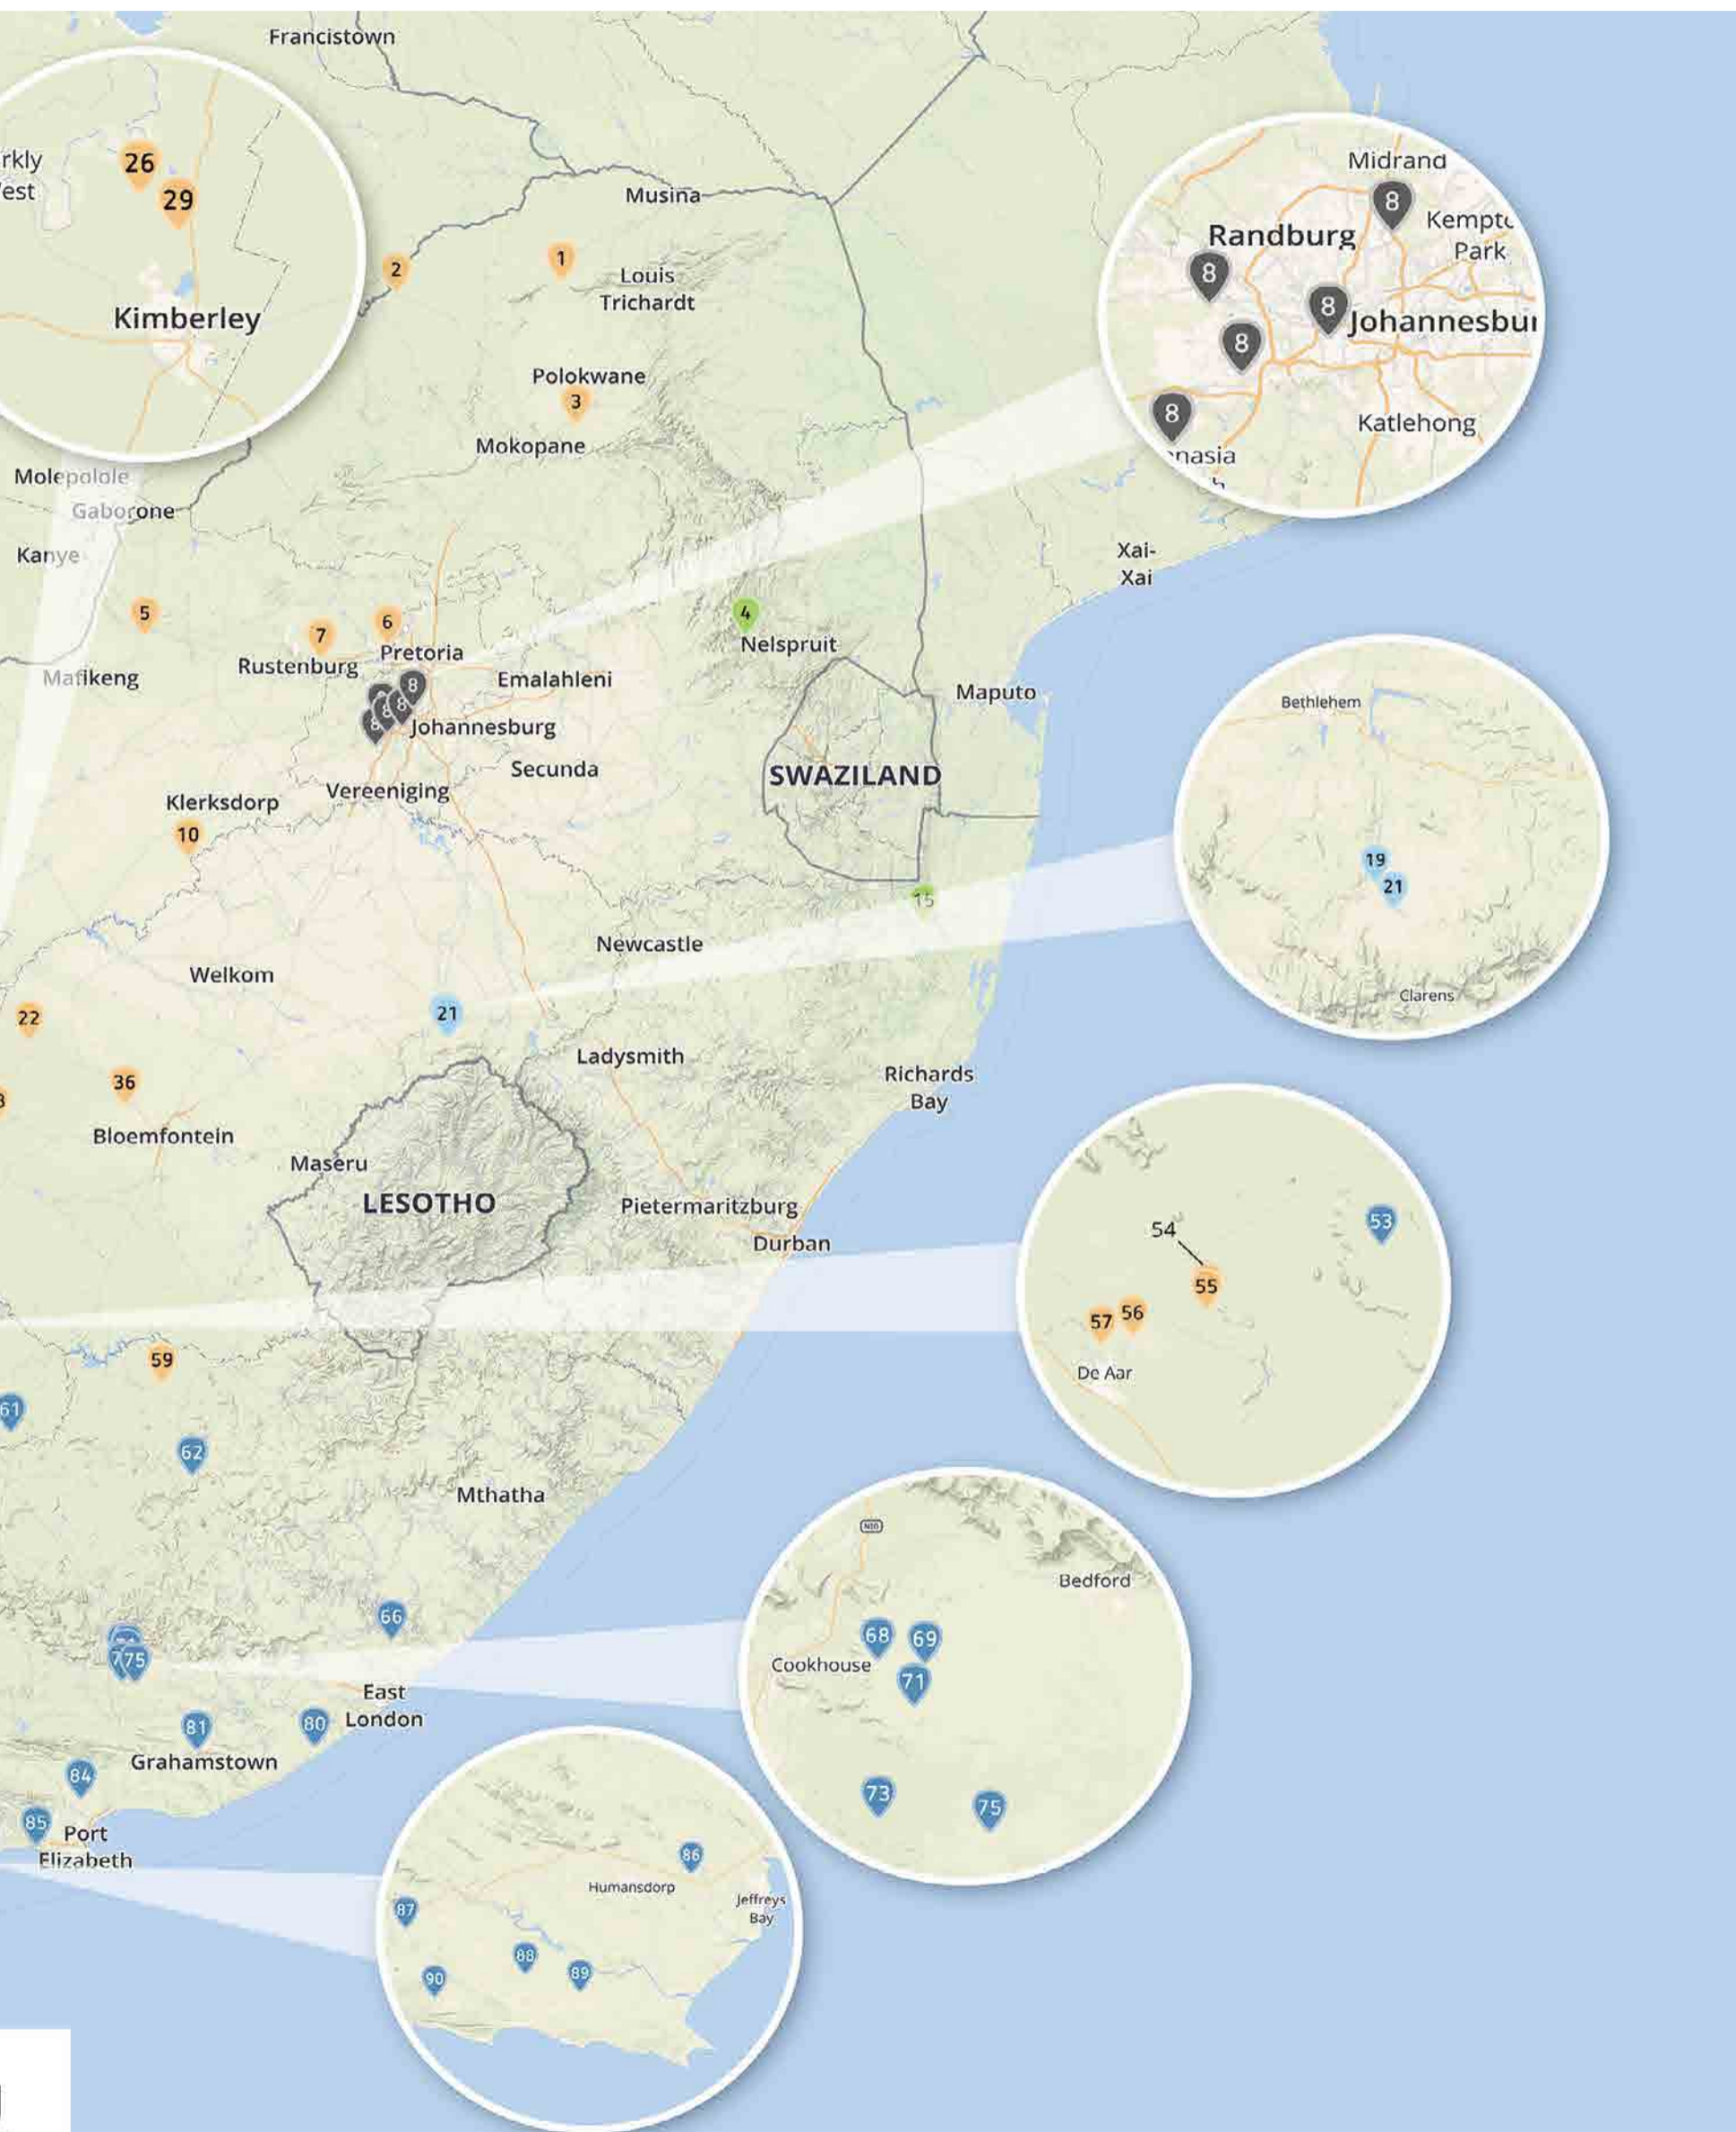 Francistown
rkly
est
26
29
Kimberley
Musina
2
1
Louis
Trichardt
Polokwane
3
Mokopane
Midrand
8
Kempto
Park
Randburg
8
8
Johannesbur
8
8
Katlehong
nasia
Molepolole
Gaborone
Kanye
Xai-
Xai
5
7
6
4
Nelspruit
Rustenburg
Pretoria
Mafikeng
Emalahleni
8
8
8
8
Johannesburg
Maputo
Secunda
SWAZILAND
Vereeniging
Klerksdorp
10
Bethlehem
19
21
Clarens
15
Newcastle
Welkom
21
22
Ladysmith
Richards
Bay
36
Bloemfontein
Maseru
LESOTHO
Pietermaritzburg
Durban
54
53
55
57
56
De Aar
59
61
62
Mthatha
N10
Bedford
68
69
Cookhouse
71
73
75
66
75
East
London
81
80
Grahamstown
84
85
Port
Elizabeth
86
Humansdorp
Jeffreys
Bay
87
88
89
90